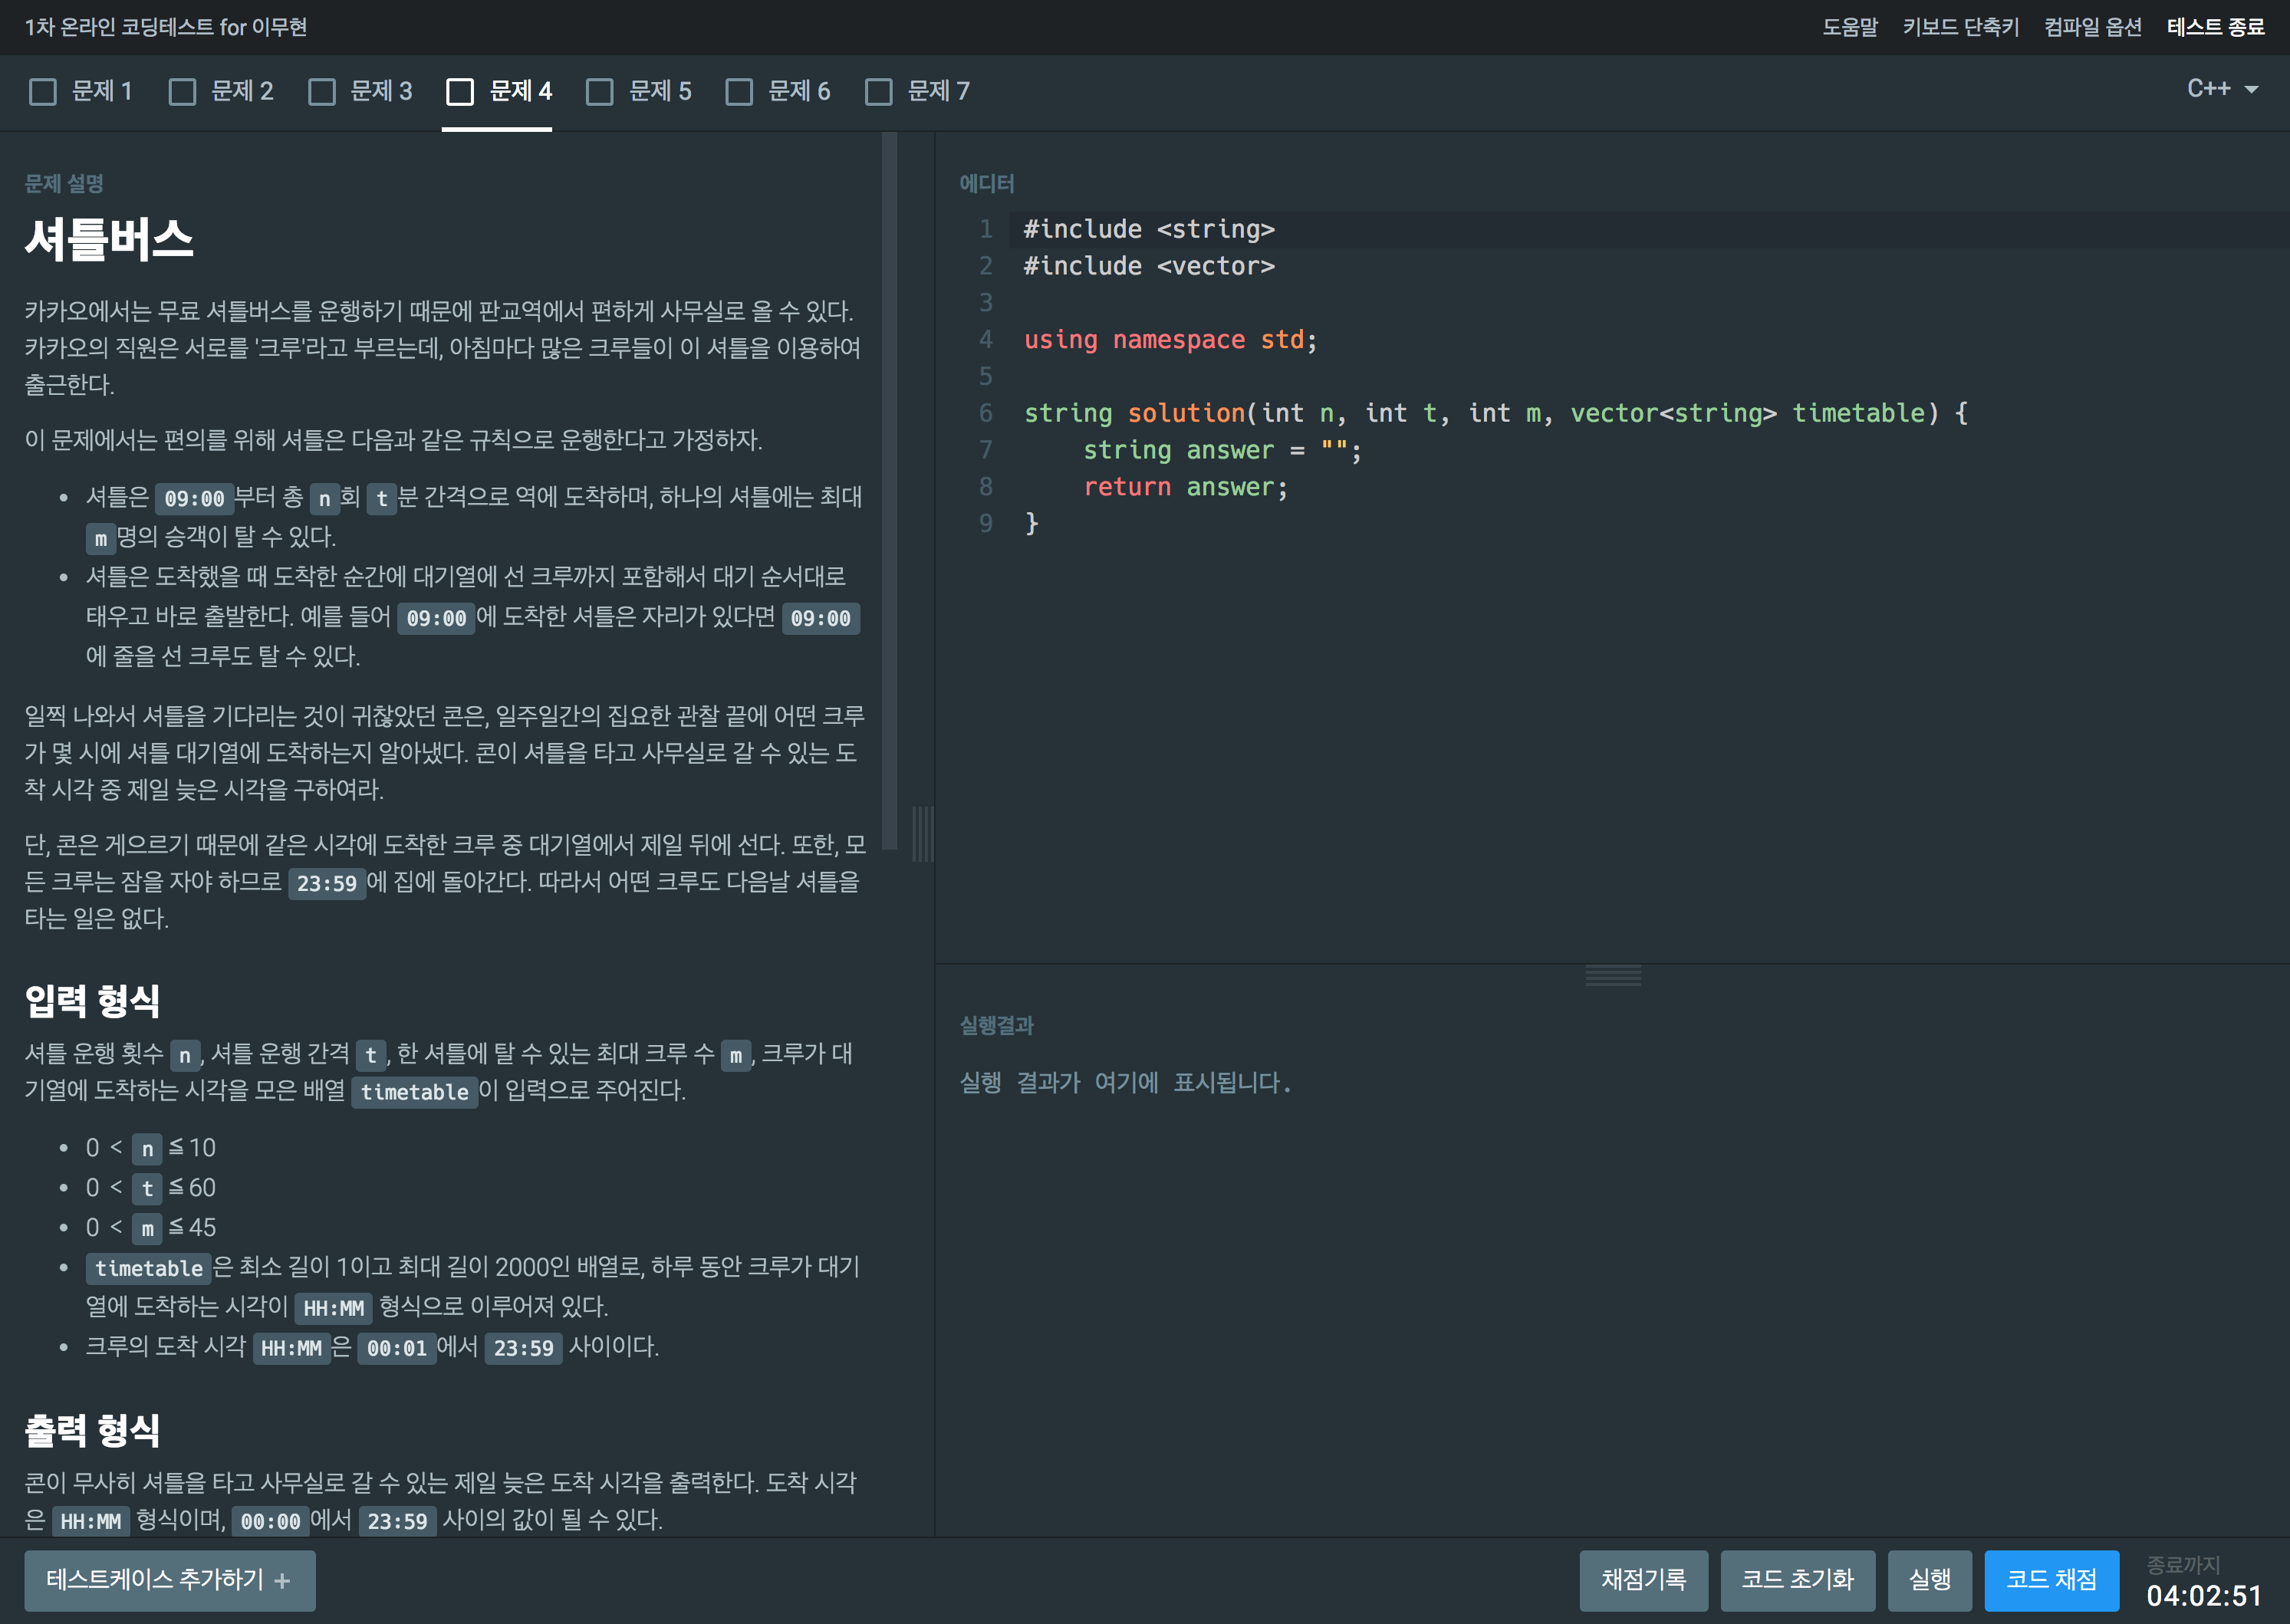 1차 온라인 코딩테스트 for 이무현
도움말 키보드 단축키 컴파일 옵션 테스트 종료
문제 1 문제 2 문제 3 문제 4 문제 5 문제 6 문제 7
C++
문제 설명
셔틀버스
카카오에서는 무료 셔틀버스를 운행하기 때문에 판교역에서 편하게 사무실로 올 수 있다.
카카오의 직원은 서로를 '크루'라고 부르는데, 아침마다 많은 크루들이 이 셔틀을 이용하여
출근한다.
이 문제에서는 편의를 위해 셔틀은 다음과 같은 규칙으로 운행한다고 가정하자.
• 셔틀은 09:00부터 총 n회 t분 간격으로 역에 도착하며, 하나의 셔틀에는 최대
m명의 승객이 탈 수 있다.
• 셔틀은 도착했을 때 도착한 순간에 대기열에 선 크루까지 포함해서 대기 순서대로
태우고 바로 출발한다. 예를 들어 09:00에 도착한 셔틀은 자리가 있다면 09:00
에 줄을 선 크루도 탈 수 있다.
일찍 나와서 셔틀을 기다리는 것이 귀찮았던 콘은, 일주일간의 집요한 관찰 끝에 어떤 크루
가 몇 시에 셔틀 대기열에 도착하는지 알아냈다. 콘이 셔틀을 타고 사무실로 갈 수 있는 도
착 시각 중 제일 늦은 시각을 구하여라.
단, 콘은 게으르기 때문에 같은 시각에 도착한 크루 중 대기열에서 제일 뒤에 선다. 또한, 모
든 크루는 잠을 자야 하므로 23:59에 집에 돌아간다. 따라서 어떤 크루도 다음날 셔틀을
타는 일은 없다.
입력 형식
셔틀 운행 횟수 n, 셔틀 운행 간격 t, 한 셔틀에 탈 수 있는 최대 크루 수 m, 크루가 대
기열에 도착하는 시각을 모은 배열 timetable이 입력으로 주어진다.
• 0 < n ≦ 10
• 0 < t ≦ 60
• 0 < m ≦ 45
• timetable은 최소 길이 1이고 최대 길이 2000인 배열로, 하루 동안 크루가 대기
열에 도착하는 시각이 HH:MM 형식으로 이루어져 있다.
• 크루의 도착 시각 HH:MM은 00:01에서 23:59 사이이다.
출력 형식
콘이 무사히 셔틀을 타고 사무실로 갈 수 있는 제일 늦은 도착 시각을 출력한다. 도착 시각
은 HH:MM 형식이며, 00:00에서 23:59 사이의 값이 될 수 있다.
에디터
1 #include <string>
2 #include <vector>
3
4 using namespace std;
5
6 string solution(int n, int t, int m, vector<string> timetable) {
7     string answer = "";
8     return answer;
9 }
실행결과
실행 결과가 여기에 표시됩니다.
테스트케이스 추가하기 +
채점기록 코드 초기화 실행 코드 채점
종료까지
04:02:51